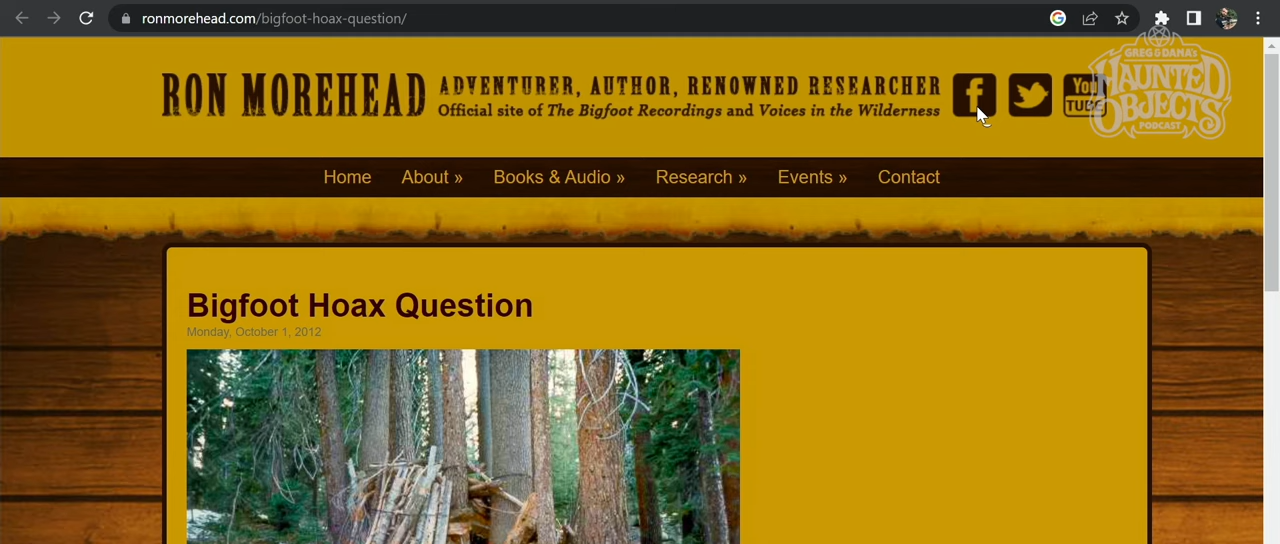 ronmorehead.com/bigfoot-hoax-question/
RON MOREHEAD
ADVENTURER, AUTHOR, RENOWNED RESEARCHER
Official site of The Bigfoot Recordings and Voices in the Wilderness
You
TUBE
GREG & DANA'S
HAUNTED
OBJECTS
PODCAST
Home About » Books & Audio » Research » Events » Contact
Bigfoot Hoax Question
Monday, October 1, 2012